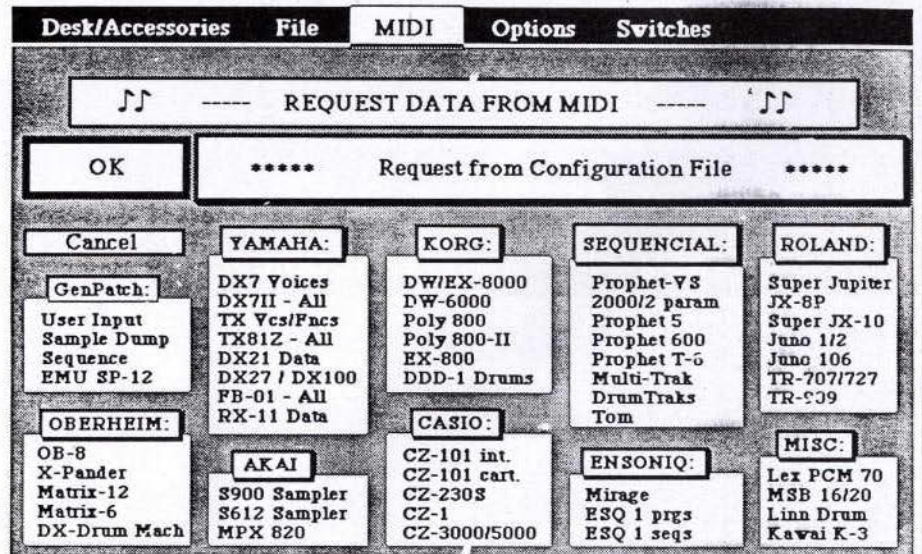 Desk/Accessories File MIDI Options Switches
♪♪ ----- REQUEST DATA FROM MIDI ----- ♪♪
OK
***** Request from Configuration File *****
Cancel
GenPatch:
User Input
Sample Dump
Sequence
EMU SP-12
OBERHEIM:
OB-8
X-Pander
Matrix-12
Matrix-6
DX-Drum Mach
YAMAHA:
DX7 Voices
DX7II - All
TX Vcs/Fncs
TX81Z - All
DX21 Data
DX27 / DX100
FB-01 - All
RX-11 Data
AKAI
S900 Sampler
S612 Sampler
MPX 820
KORG:
DW/EX-8000
DW-6000
Poly 800
Poly 800-II
EX-800
DDD-1 Drums
CASIO:
CZ-101 int.
CZ-101 cart.
CZ-230S
CZ-1
CZ-3000/5000
SEQUENCIAL:
Prophet-VS
2000/2 param
Prophet 5
Prophet 600
Prophet T-8
Multi-Trak
DrumTraks
Tom
ENSONIQ:
Mirage
ESQ 1 prgs
ESQ 1 seqs
ROLAND:
Super Jupiter
JX-8P
Super JX-10
Juno 1/2
Juno 106
TR-707/727
TR-909
MISC:
Lex PCM 70
MSB 16/20
Linn Drum
Kawai K-3